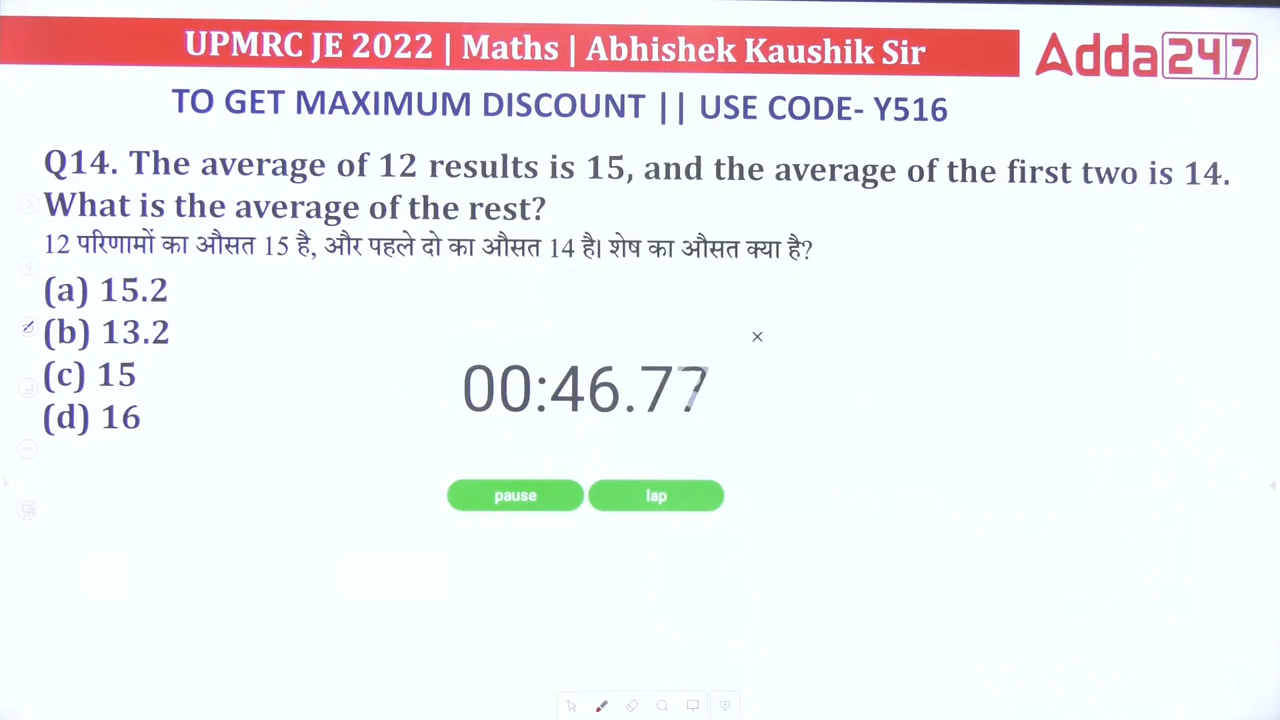 UPMRC JE 2022 | Maths | Abhishek Kaushik Sir
Adda247
TO GET MAXIMUM DISCOUNT || USE CODE- Y516
Q14. The average of 12 results is 15, and the average of the first two is 14.
What is the average of the rest?
12 परिणामों का औसत 15 है, और पहले दो का औसत 14 है। शेष का औसत क्या है?
(a) 15.2
(b) 13.2
(c) 15
(d) 16
×
00:46.77
pause
lap